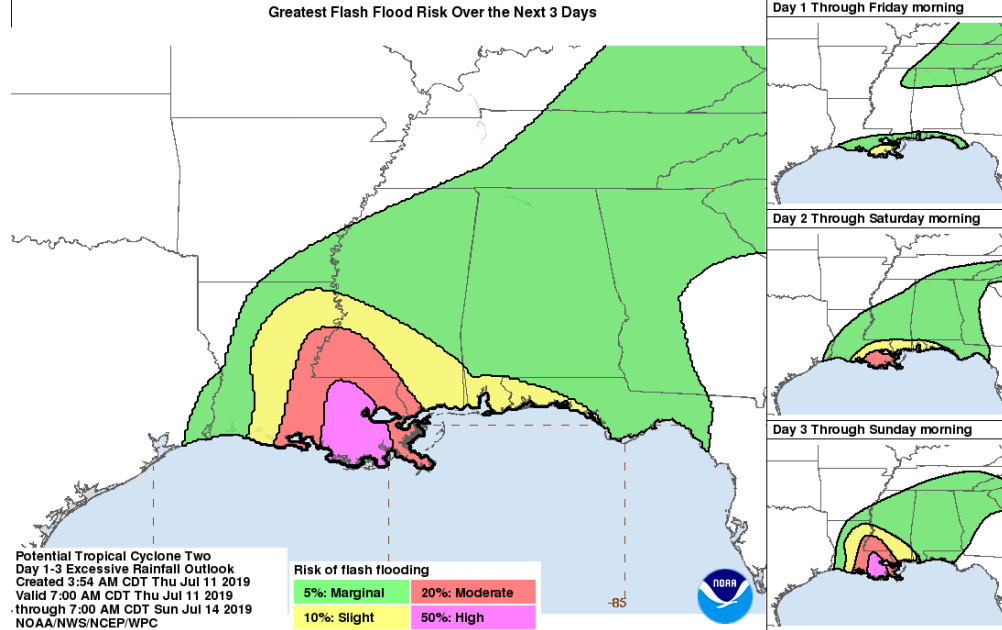 Greatest Flash Flood Risk Over the Next 3 Days
Day 1 Through Friday morning
Day 2 Through Saturday morning
Day 3 Through Sunday morning
Potential Tropical Cyclone Two
Day 1-3 Excessive Rainfall Outlook
Created 3:54 AM CDT Thu Jul 11 2019
Valid 7:00 AM CDT Thu Jul 11 2019
through 7:00 AM CDT Sun Jul 14 2019
NOAA/NWS/NCEP/WPC
Risk of flash flooding
5%: Marginal
20%: Moderate
10%: Slight
50%: High
-85
NOAA